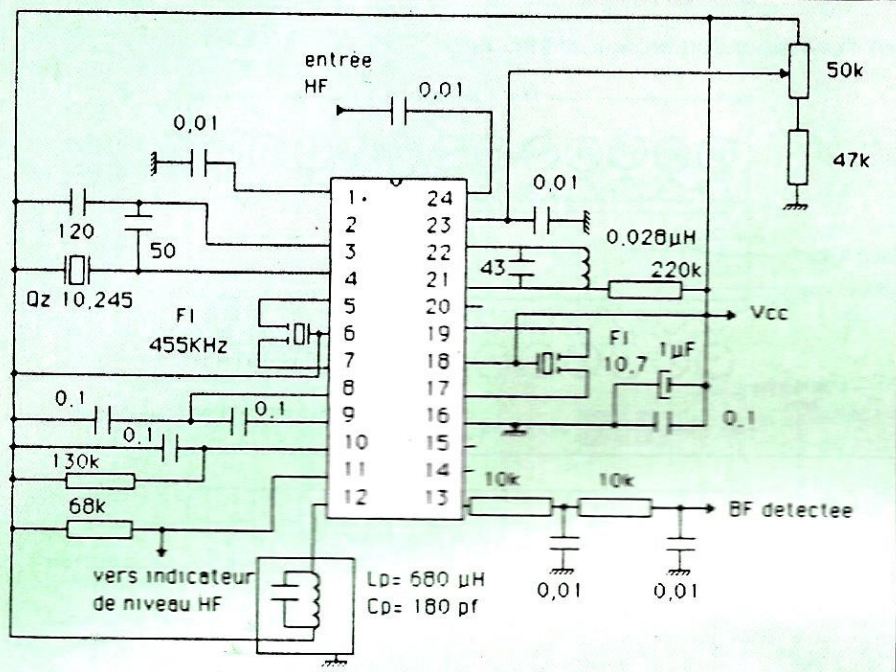 entrée
HF
0,01
0,01
50k
47k
0,01
120
50
Qz 10,245
FI
455KHz
1
2
3
4
5
6
7
8
9
10
11
12
24
23
22
21
20
19
18
17
16
15
14
13
43
0,028µH
220k
Vcc
FI
10,7
1µF
0,1
0.1
0.1
0.1
130k
68k
10k
10k
BF detectee
0,01
0,01
vers indicateur
de niveau HF
Lp= 680 µH
Cp= 180 pf